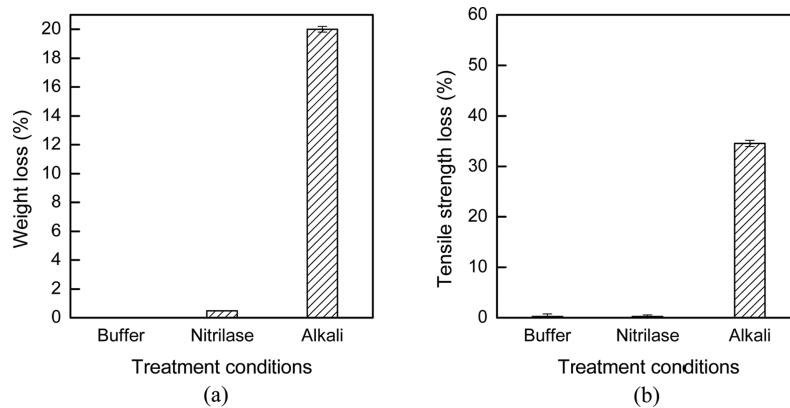 Weight loss (%)
20
18
16
14
12
10
8
6
4
2
0
Buffer
Nitrilase
Alkali
Treatment conditions
(a)
Tensile strength loss (%)
60
50
40
30
20
10
0
Buffer
Nitrilase
Alkali
Treatment conditions
(b)